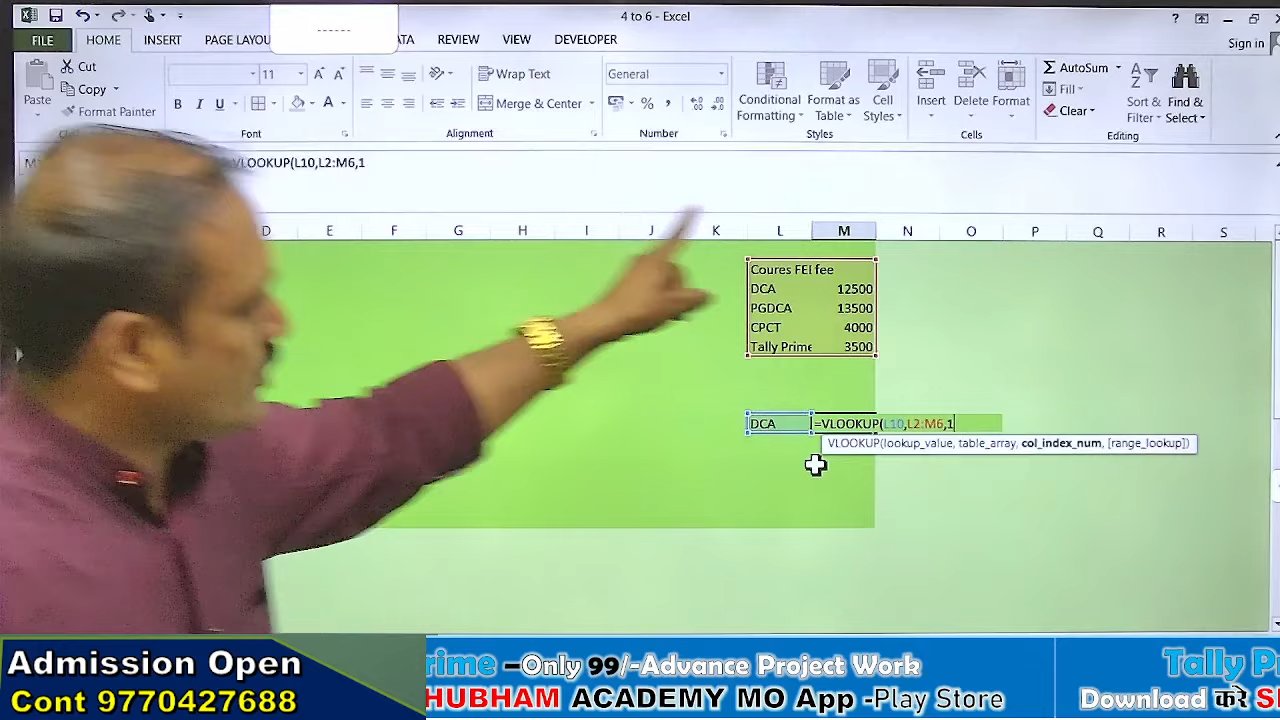 4 to 6 - Excel
?
FILE HOME INSERT PAGE LAYOU REVIEW VIEW DEVELOPER
Sign in
------
Cut
Copy
Format Painter
Paste
11
B I U A
Font
Wrap Text
Merge & Center
Alignment
General
%
Number
Conditional Formatting
Format as Table
Cell Styles
Styles
Insert Delete Format
Cells
AutoSum
Fill
Clear
Sort & Filter
Find & Select
Editing
VLOOKUP(L10,L2:M6,1
D E F G H I J K L M N O P Q R S
Coures FEI fee
DCA 12500
PGDCA 13500
CPCT 4000
Tally Prime 3500
DCA =VLOOKUP(L10,L2:M6,1
VLOOKUP(lookup_value, table_array, col_index_num, [range_lookup])
Admission Open
Cont 9770427688
rime –Only 99/-Advance Project Work
HUBHAM ACADEMY MO App -Play Store
Tally P
Download करे S